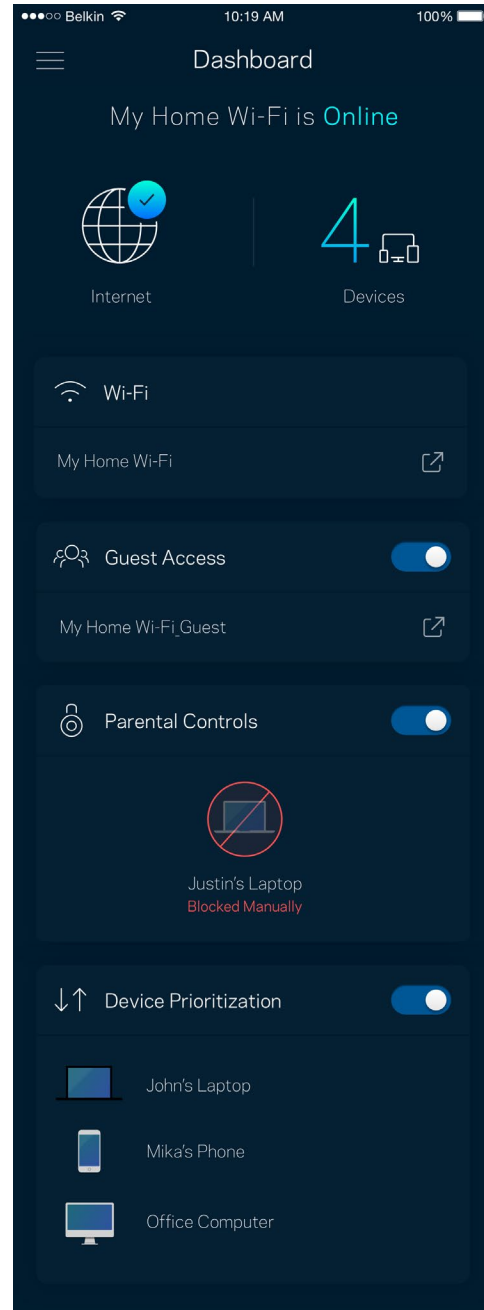 Belkin 10:19 AM 100%
Dashboard
My Home Wi-Fi is Online
4
Internet Devices
Wi-Fi
My Home Wi-Fi
Guest Access
My Home Wi-Fi_Guest
Parental Controls
Justin's Laptop
Blocked Manually
Device Prioritization
John's Laptop
Mika's Phone
Office Computer